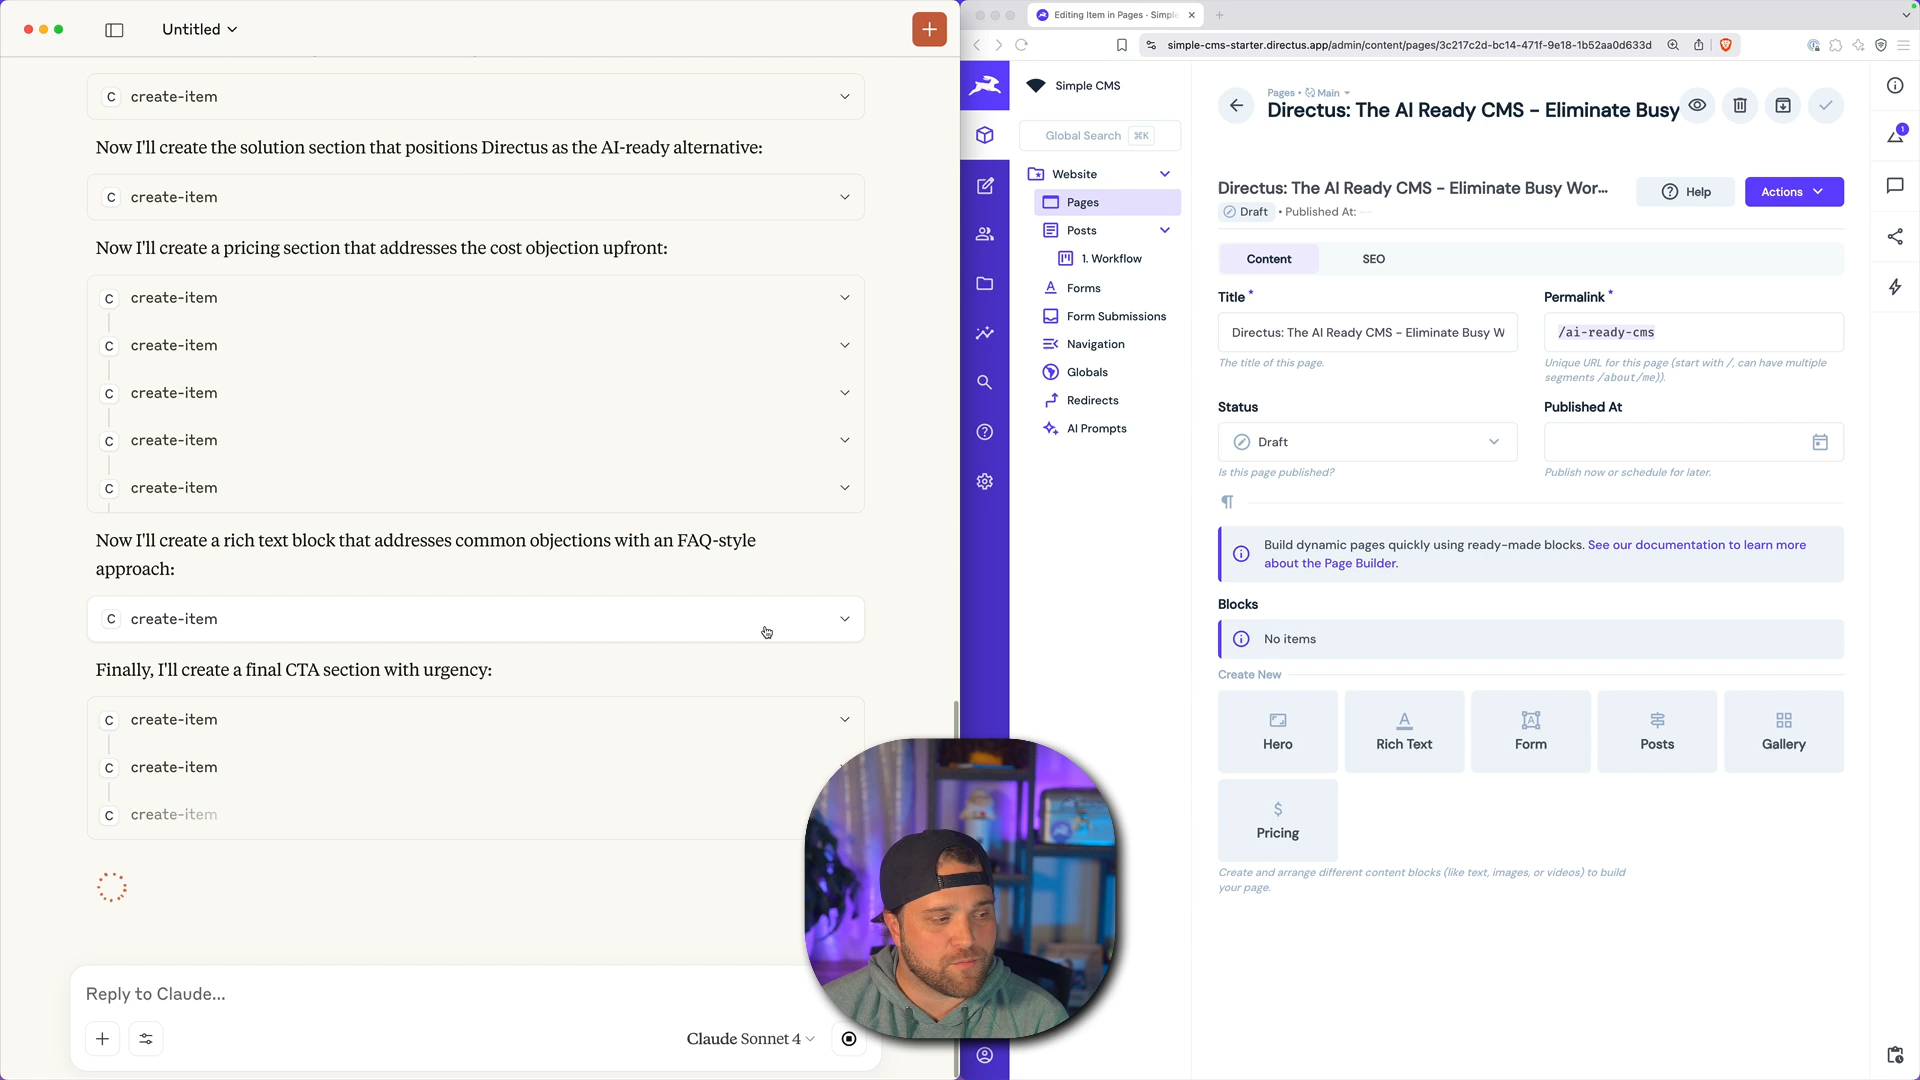 Untitled
C create-item
Now I'll create the solution section that positions Directus as the AI-ready alternative:
C create-item
Now I'll create a pricing section that addresses the cost objection upfront:
C create-item
C create-item
C create-item
C create-item
C create-item
Now I'll create a rich text block that addresses common objections with an FAQ-style
approach:
C create-item
Finally, I'll create a final CTA section with urgency:
C create-item
C create-item
C create-item
Reply to Claude...
Claude Sonnet 4
Editing Item in Pages · Simple
simple-cms-starter.directus.app/admin/content/pages/3c217c2d-bc14-471f-9e18-1b52aa0d633d
Simple CMS
Global Search ⌘K
Website
Pages
Posts
1. Workflow
Forms
Form Submissions
Navigation
Globals
Redirects
AI Prompts
Pages • Main
Directus: The AI Ready CMS – Eliminate Busy
1
Directus: The AI Ready CMS – Eliminate Busy Wor...
Help
Actions
Draft • Published At: --
Content
SEO
Title *
Permalink *
Directus: The AI Ready CMS – Eliminate Busy W
/ai-ready-cms
The title of this page.
Unique URL for this page (start with /, can have multiple
segments /about/me)).
Status
Published At
Draft
Is this page published?
Publish now or schedule for later.
Build dynamic pages quickly using ready-made blocks. See our documentation to learn more
about the Page Builder.
Blocks
No items
Create New
Hero
Rich Text
Form
Posts
Gallery
Pricing
Create and arrange different content blocks (like text, images, or videos) to build
your page.